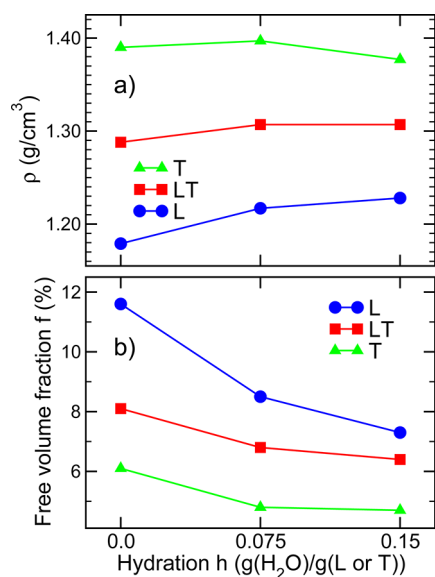 1.40
a)
1.30
ρ (g/cm³)
T
LT
L
1.20
12
L
LT
T
10
b)
8
6
Free volume fraction f (%)
0.0 0.075 0.15
Hydration h (g(H₂O)/g(L or T))